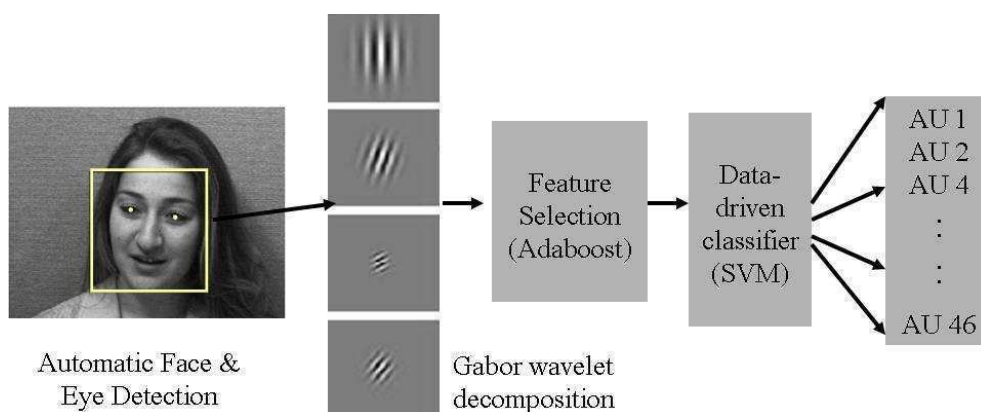 Automatic Face &
Eye Detection
Gabor wavelet
decomposition
Feature
Selection
(Adaboost)
Data-
driven
classifier
(SVM)
AU 1
AU 2
AU 4
:
:
AU 46